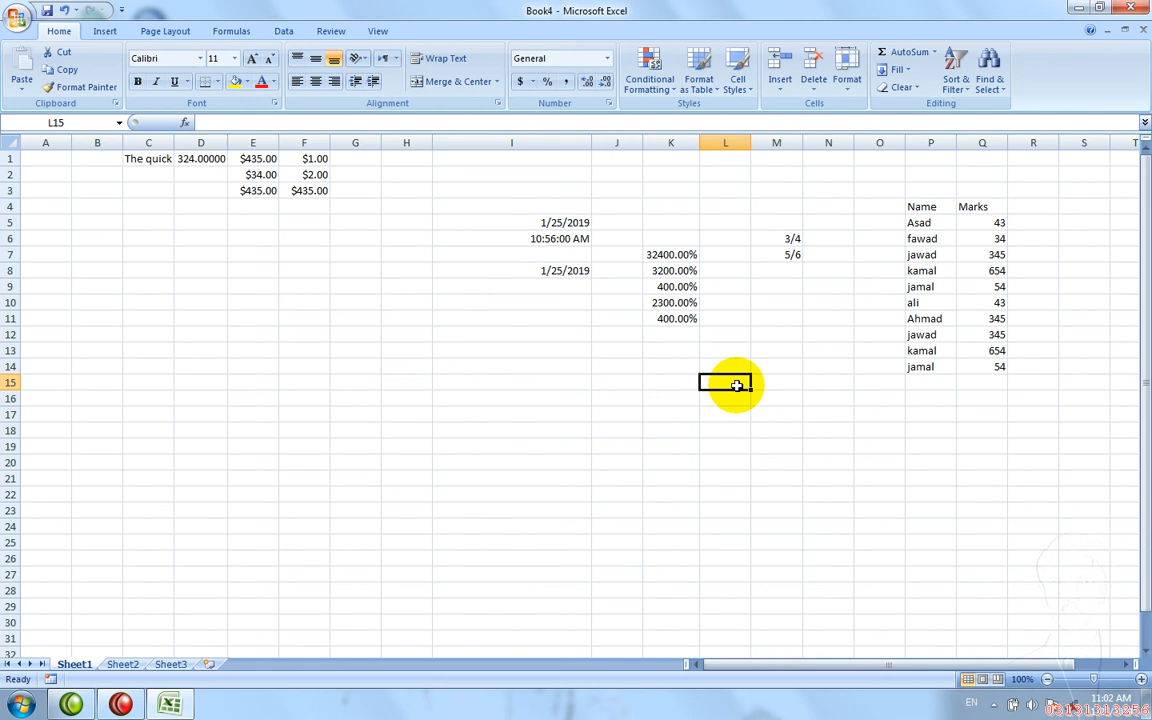 Book4 - Microsoft Excel
Home Insert Page Layout Formulas Data Review View
Paste Cut Copy Format Painter Clipboard
Calibri 11 B I U A Font
Wrap Text Merge & Center Alignment
General $ % , Number
Conditional Formatting Format as Table Cell Styles Styles
Insert Delete Format Cells
Σ AutoSum Fill Clear Sort & Filter Find & Select Editing
L15 fx
A B C D E F G H I J K L M N O P Q R S T
1 The quick 324.00000 $435.00 $1.00
2 $34.00 $2.00
3 $435.00 $435.00
4 Name Marks
5 1/25/2019 Asad 43
6 10:56:00 AM 3/4 fawad 34
7 32400.00% 5/6 jawad 345
8 1/25/2019 3200.00% kamal 654
9 400.00% jamal 54
10 2300.00% ali 43
11 400.00% Ahmad 345
12 jawad 345
13 kamal 654
14 jamal 54
15
16
17
18
19
20
21
22
23
24
25
26
27
28
29
30
31
32
Sheet1 Sheet2 Sheet3
Ready 100%
EN 11:02 AM